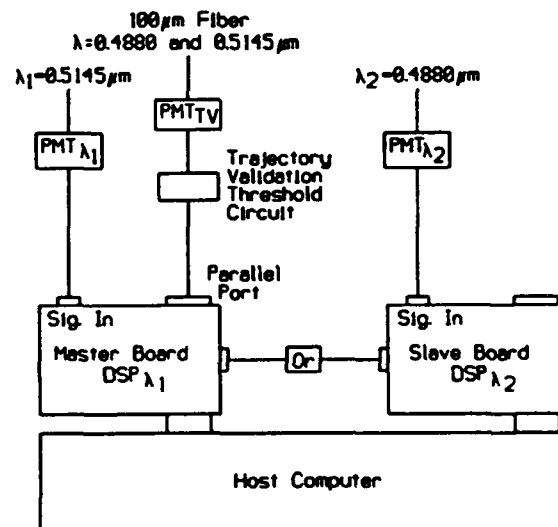 100μm Fiber
λ=0.4880 and 0.5145μm
λ1=0.5145μm
λ2=0.4880μm
PMTλ1
PMTTV
PMTλ2
Trajectory
Validation
Threshold
Circuit
Parallel
Port
Sig. In
Master Board
DSPλ1
Or
Sig. In
Slave Board
DSPλ2
Host Computer